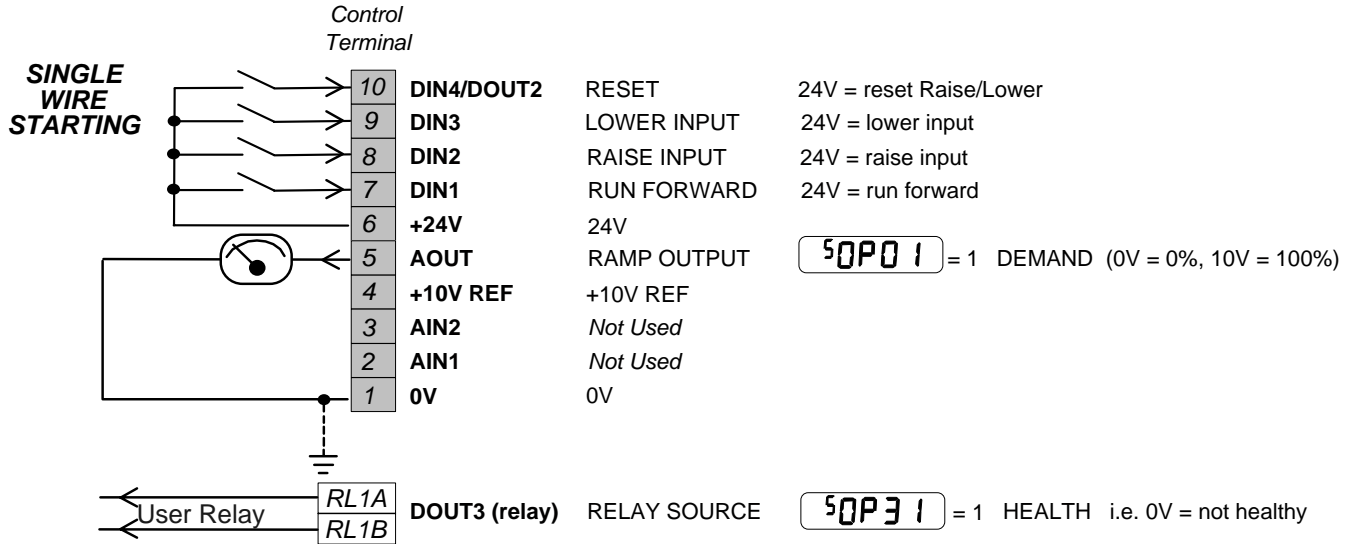 Control
Terminal
SINGLE
WIRE
STARTING
10 DIN4/DOUT2 RESET 24V = reset Raise/Lower
9 DIN3 LOWER INPUT 24V = lower input
8 DIN2 RAISE INPUT 24V = raise input
7 DIN1 RUN FORWARD 24V = run forward
6 +24V 24V
5 AOUT RAMP OUTPUT SOP01 = 1 DEMAND (0V = 0%, 10V = 100%)
4 +10V REF +10V REF
3 AIN2 Not Used
2 AIN1 Not Used
1 0V 0V
User Relay
RL1A
RL1B
DOUT3 (relay) RELAY SOURCE SOP31 = 1 HEALTH i.e. 0V = not healthy